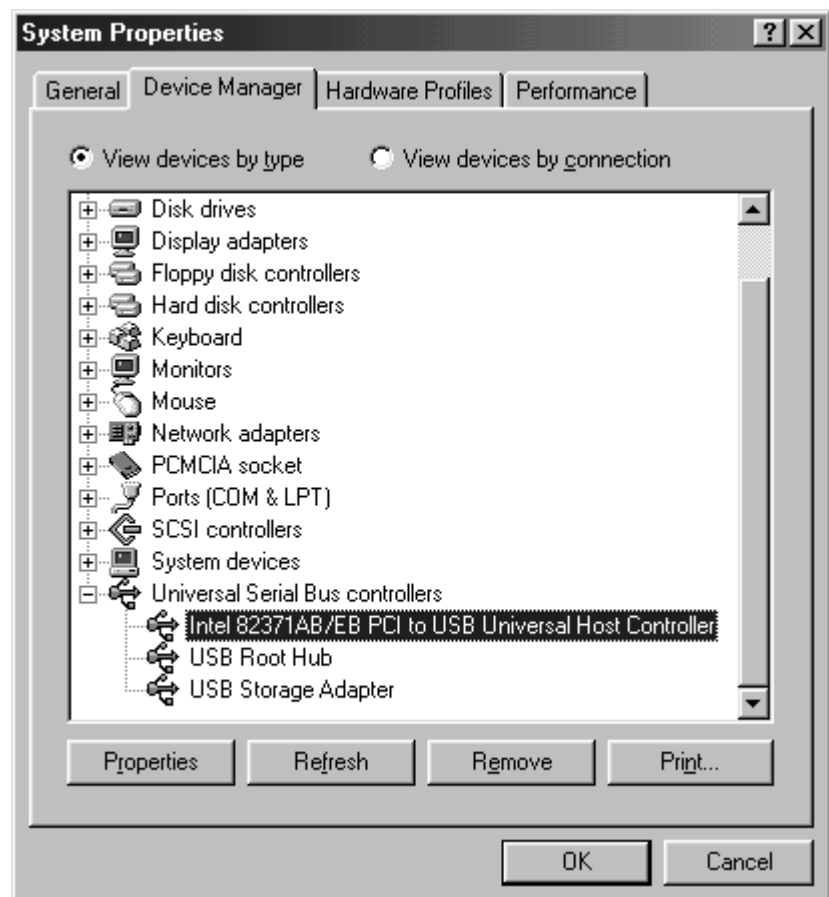 System Properties
General Device Manager Hardware Profiles Performance
View devices by type View devices by connection
Disk drives
Display adapters
Floppy disk controllers
Hard disk controllers
Keyboard
Monitors
Mouse
Network adapters
PCMCIA socket
Ports (COM & LPT)
SCSI controllers
System devices
Universal Serial Bus controllers
Intel 82371AB/EB PCI to USB Universal Host Controller
USB Root Hub
USB Storage Adapter
Properties Refresh Remove Print...
OK Cancel